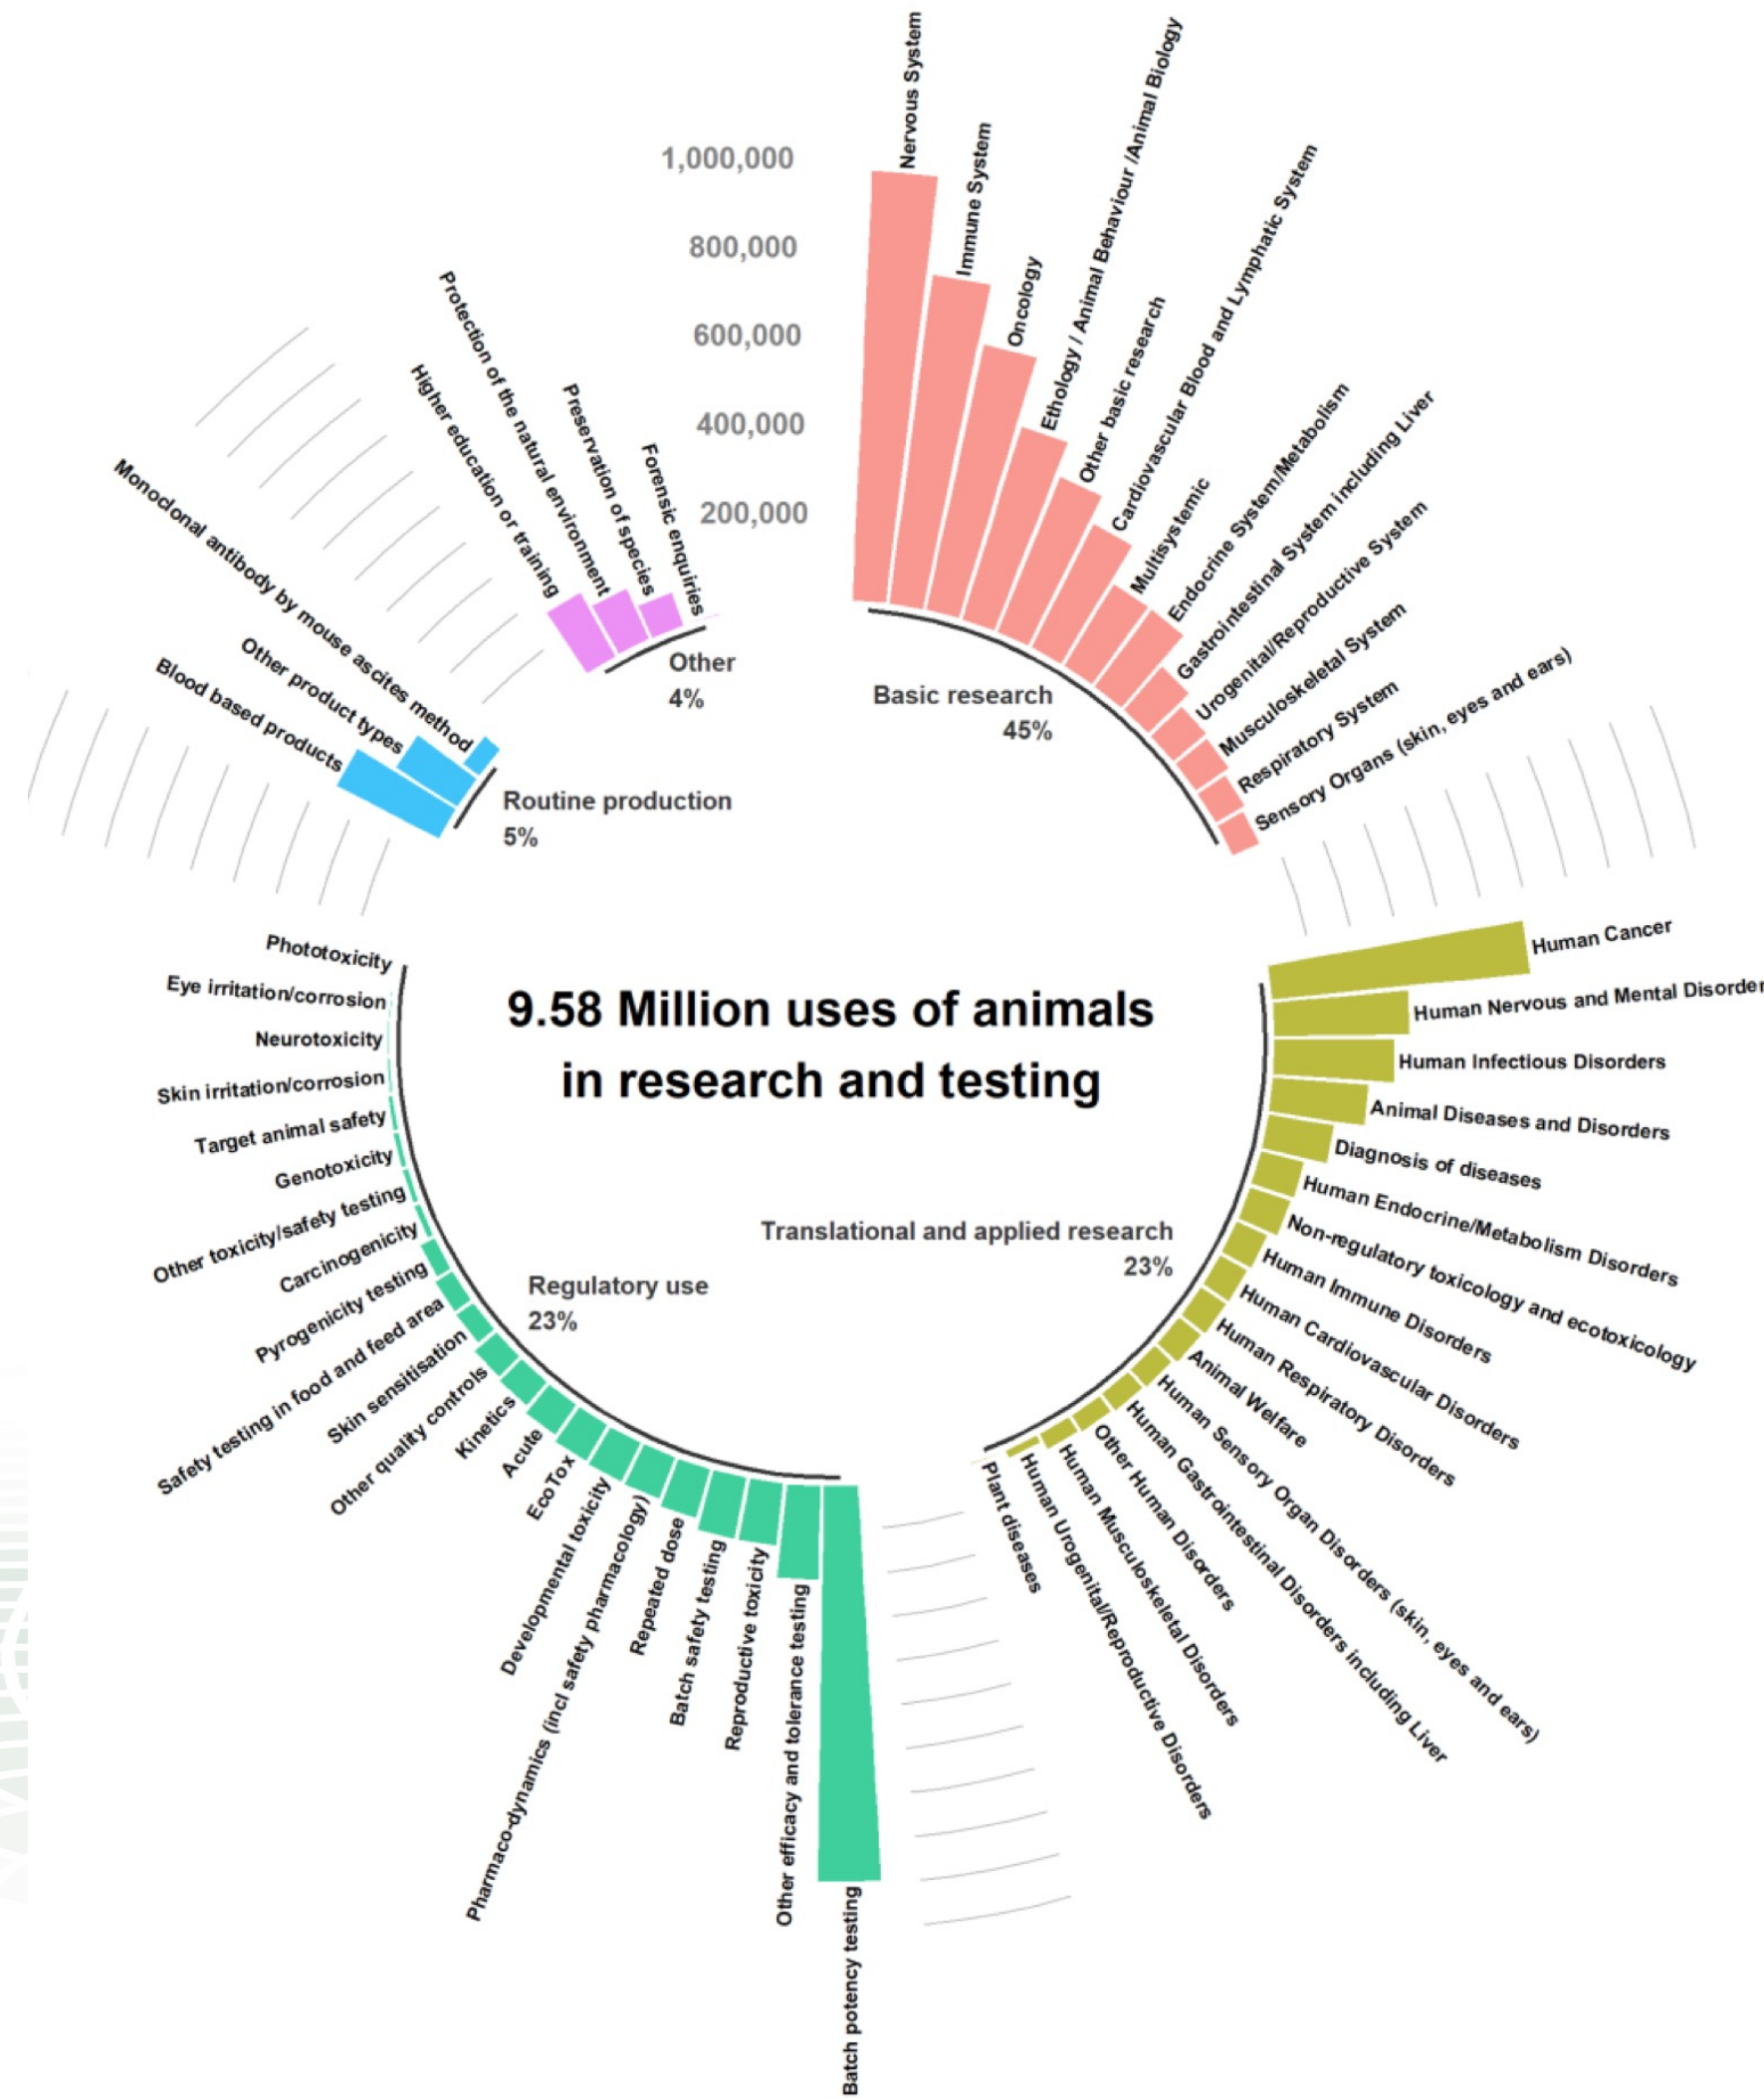 1,000,000
800,000
600,000
400,000
200,000
Nervous System
Immune System
Oncology
Ethology / Animal Behaviour /Animal Biology
Other basic research
Cardiovascular Blood and Lymphatic System
Multisystemic
Endocrine System/Metabolism
Gastrointestinal System including Liver
Urogenital/Reproductive System
Musculoskeletal System
Respiratory System
Sensory Organs (skin, eyes and ears)
Basic research
45%
Human Cancer
Human Nervous and Mental Disorder
Human Infectious Disorders
Animal Diseases and Disorders
Diagnosis of diseases
Human Endocrine/Metabolism Disorders
Non-regulatory toxicology and ecotoxicology
Human Immune Disorders
Human Cardiovascular Disorders
Human Respiratory Disorders
Animal Welfare
Human Sensory Organ Disorders (skin, eyes and ears)
Human Gastrointestinal Disorders including Liver
Other Human Disorders
Human Musculoskeletal Disorders
Human Urogenital/Reproductive Disorders
Plant diseases
Translational and applied research
23%
Batch potency testing
Other efficacy and tolerance testing
Reproductive toxicity
Batch safety testing
Repeated dose
Pharmaco-dynamics (incl safety pharmacology)
Developmental toxicity
EcoTox
Acute
Kinetics
Other quality controls
Skin sensitisation
Safety testing in food and feed area
Pyrogenicity testing
Carcinogenicity
Other toxicity/safety testing
Genotoxicity
Target animal safety
Skin irritation/corrosion
Neurotoxicity
Eye irritation/corrosion
Phototoxicity
Regulatory use
23%
Blood based products
Other product types
Monoclonal antibody by mouse ascites method
Routine production
5%
Higher education or training
Protection of the natural environment
Preservation of species
Forensic enquiries
Other
4%
9.58 Million uses of animals
in research and testing